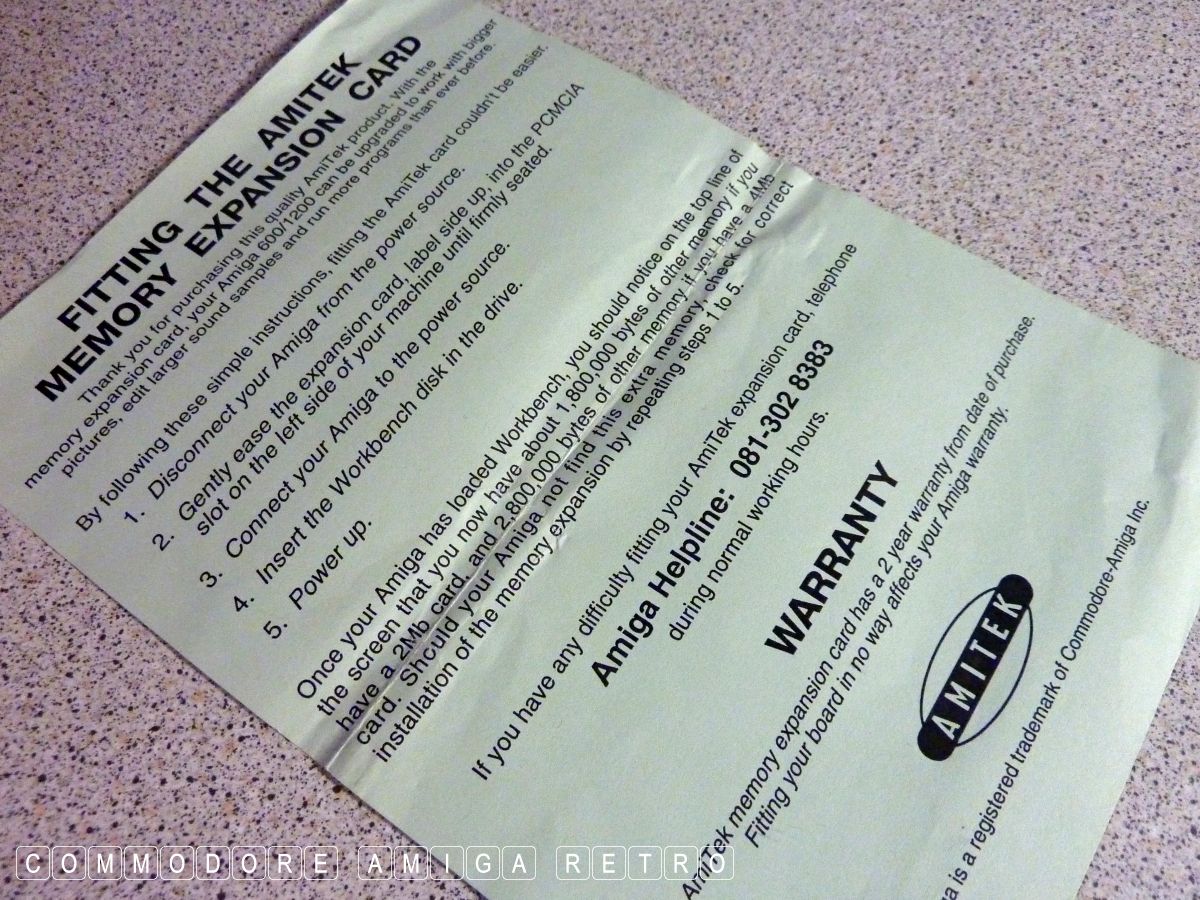 FITTING THE AMITEK
MEMORY EXPANSION CARD
Thank you for purchasing this quality AmiTek product. With the
memory expansion card, your Amiga 600/1200 can be upgraded to work with bigger
pictures, edit larger sound samples and run more programs than ever before.
By following these simple instructions, fitting the AmiTek card couldn't be easier.
1. Disconnect your Amiga from the power source.
2. Gently ease the expansion card, label side up, into the PCMCIA
slot on the left side of your machine until firmly seated.
3. Connect your Amiga to the power source.
4. Insert the Workbench disk in the drive.
5. Power up.
Once your Amiga has loaded Workbench, you should notice on the top line of
the screen that you now have about 1,800,000 bytes of other memory if you
have a 2Mb card, and 2,800,000 bytes of other memory if you have a 4Mb
card. Should your Amiga not find this extra memory, check for correct
installation of the memory expansion by repeating steps 1 to 5.
If you have any difficulty fitting your AmiTek expansion card, telephone
Amiga Helpline: 081-302 8383
during normal working hours.
WARRANTY
AmiTek memory expansion card has a 2 year warranty from date of purchase.
Fitting your board in no way affects your Amiga warranty.
AMITEK
ga is a registered trademark of Commodore-Amiga Inc.
COMMODORE AMIGA RETRO